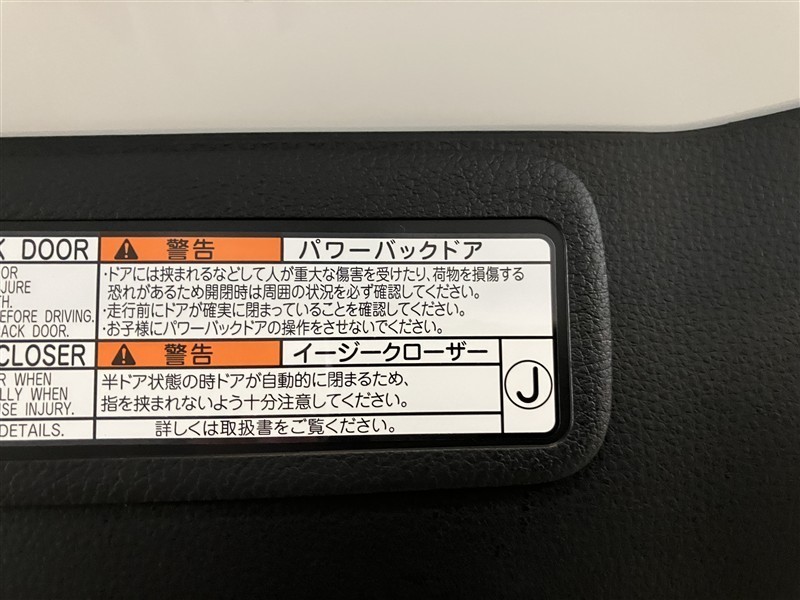 K DOOR
警告
パワーバックドア
OR
JURE
TH.
EFORE DRIVING.
ACK DOOR.
・ドアには挟まれるなどして人が重大な傷害を受けたり、荷物を損傷する
恐れがあるため開閉時は周囲の状況を必ず確認してください。
・走行前にドアが確実に閉まっていることを確認してください。
・お子様にパワーバックドアの操作をさせないでください。
CLOSER
警告
イージークローザー
R WHEN
LLY WHEN
USE INJURY.
半ドア状態の時ドアが自動的に閉まるため、
指を挟まれないよう十分注意してください。
J
DETAILS.
詳しくは取扱書をご覧ください。